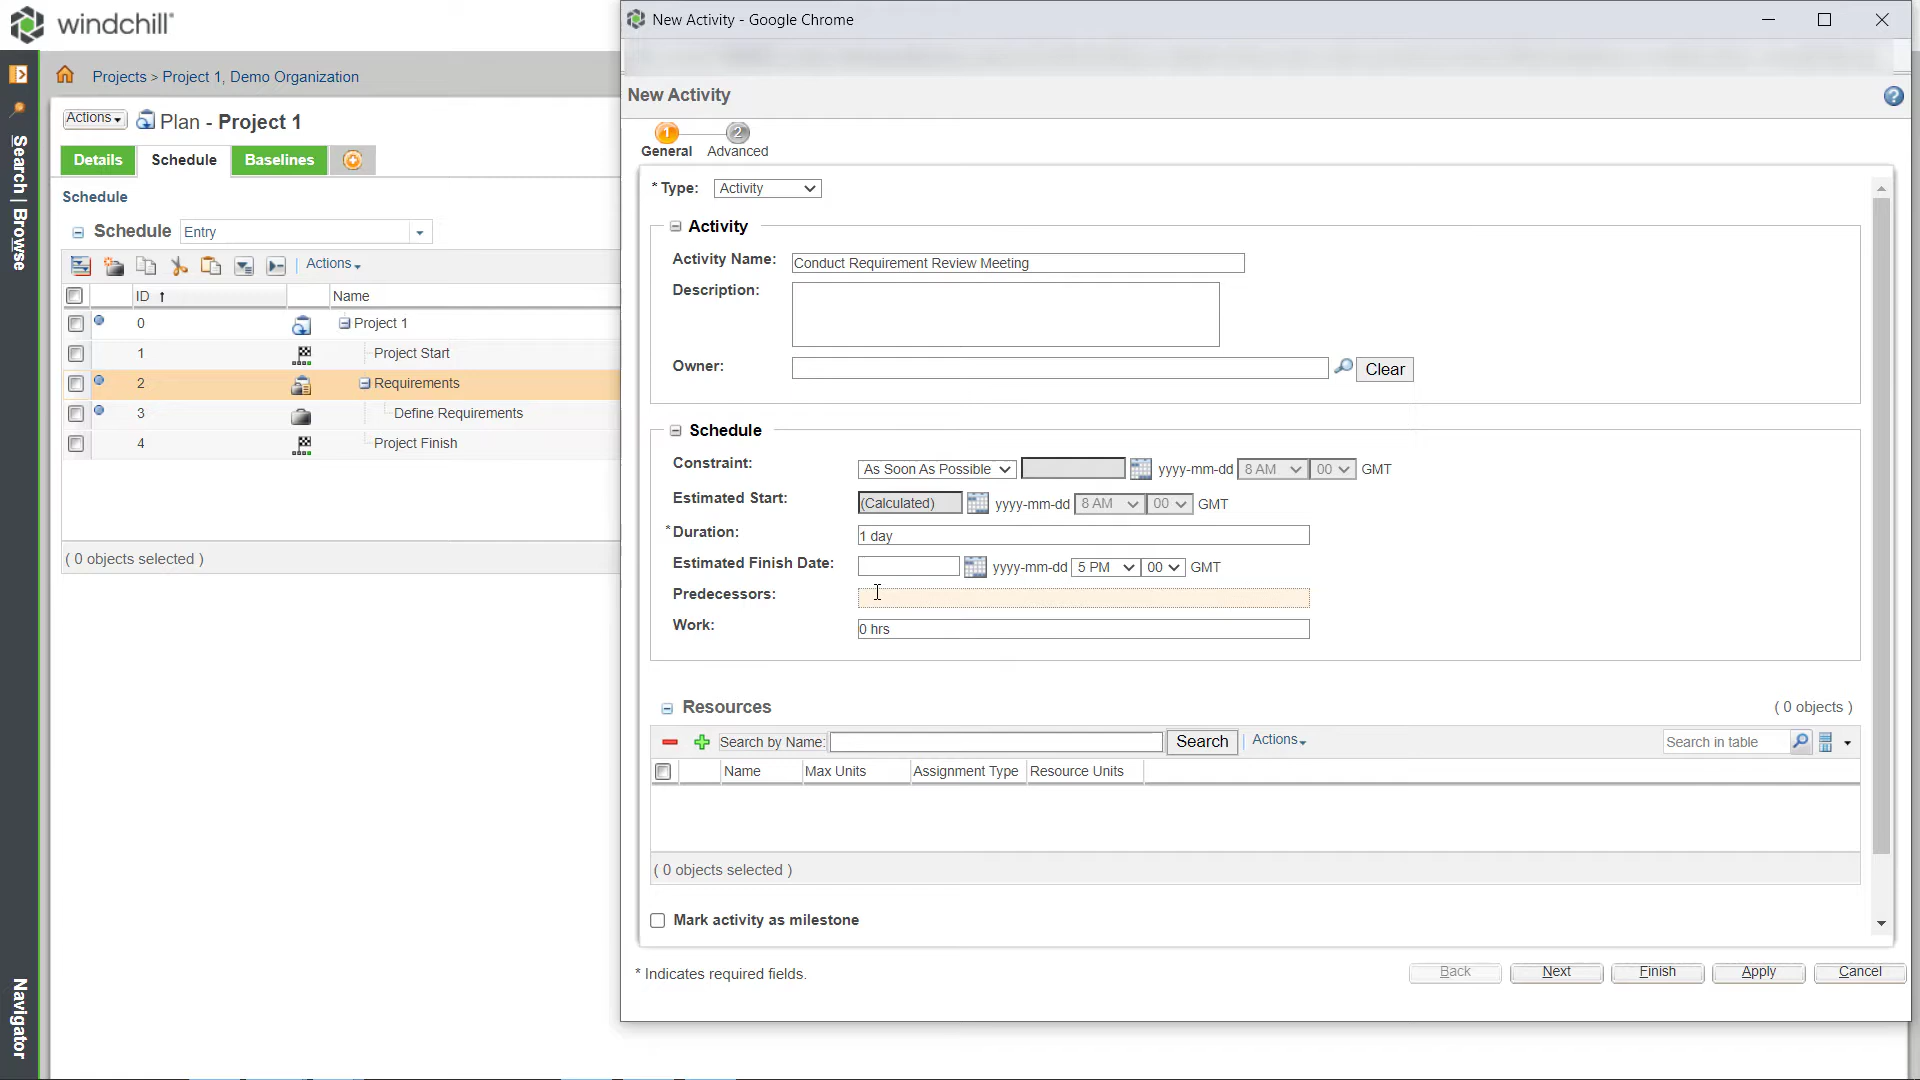 windchill
Search | Browse
Navigator
Projects > Project 1, Demo Organization
Actions
Plan - Project 1
Details
Schedule
Baselines
Schedule
Schedule
Entry
Actions
ID
Name
0 Project 1
1 Project Start
2 Requirements
3 Define Requirements
4 Project Finish
( 0 objects selected )
New Activity - Google Chrome
New Activity
1
2
General
Advanced
* Type: Activity
Activity
Activity Name: Conduct Requirement Review Meeting
Description:
Owner:
Clear
Schedule
Constraint: As Soon As Possible yyyy-mm-dd 8 AM 00 GMT
Estimated Start: (Calculated) yyyy-mm-dd 8 AM 00 GMT
* Duration: 1 day
Estimated Finish Date: yyyy-mm-dd 5 PM 00 GMT
Predecessors:
Work: 0 hrs
Resources
( 0 objects )
Search by Name:
Search
Actions
Search in table
Name
Max Units
Assignment Type
Resource Units
( 0 objects selected )
Mark activity as milestone
* Indicates required fields.
Back
Next
Finish
Apply
Cancel